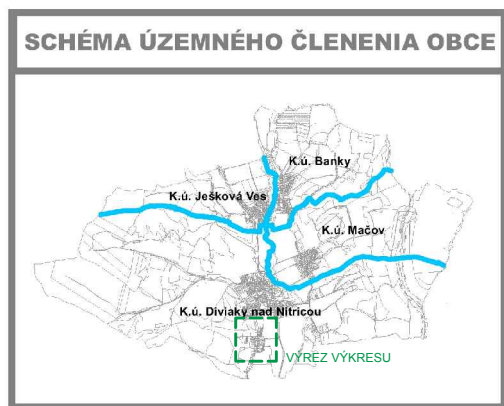 SCHÉMA ÚZEMNÉHO ČLENENIA OBCE
K.ú. Banky
K.ú. Ješková Ves
K.ú. Mačov
K.ú. Diviaky nad Nitricou
VÝREZ VÝKRESU